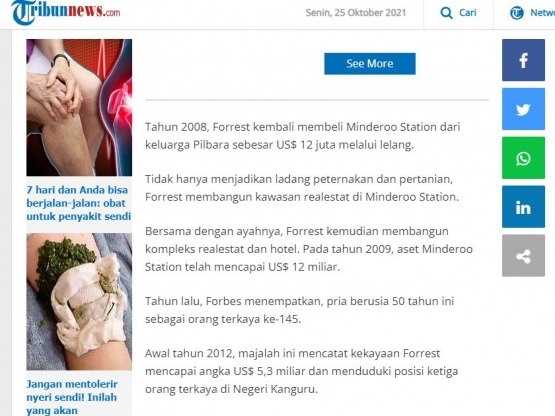 Tribunnews.com
Senin, 25 Oktober 2021
Cari
Netw
See More
Tahun 2008, Forrest kembali membeli Minderoo Station dari
keluarga Pilbara sebesar US$ 12 juta melalui lelang.
Tidak hanya menjadikan ladang peternakan dan pertanian,
Forrest membangun kawasan realestat di Minderoo Station.
Bersama dengan ayahnya, Forrest kemudian membangun
kompleks realestat dan hotel. Pada tahun 2009, aset Minderoo
Station telah mencapai US$ 12 miliar.
Tahun lalu, Forbes menempatkan, pria berusia 50 tahun ini
sebagai orang terkaya ke-145.
Awal tahun 2012, majalah ini mencatat kekayaan Forrest
mencapai angka US$ 5,3 miliar dan menduduki posisi ketiga
orang terkaya di Negeri Kanguru.
7 hari dan Anda bisa
berjalan-jalan: obat
untuk penyakit sendi
Jangan mentolerir
nyeri sendi! Inilah
yang akan